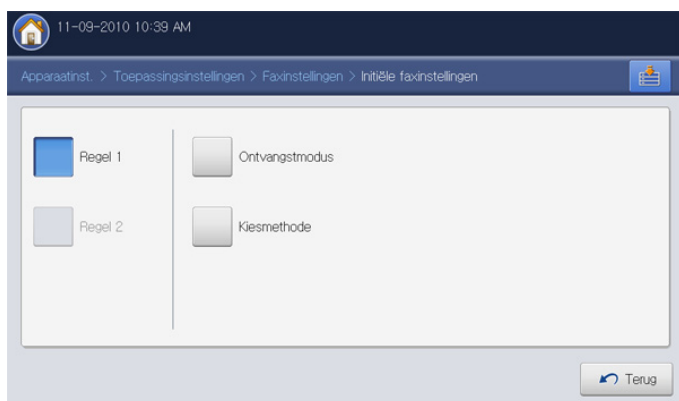 11-09-2010 10:39 AM
Apparaatinst. > Toepassingsinstellingen > Faxinstellingen > Initiële faxinstellingen
Regel 1
Ontvangstmodus
Regel 2
Kiesmethode
Terug